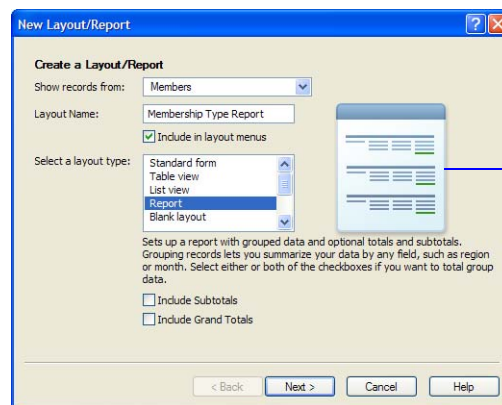 New Layout/Report
Create a Layout/Report
Show records from: Members
Layout Name: Membership Type Report
Include in layout menus
Select a layout type: Standard form
Table view
List view
Report
Blank layout
Sets up a report with grouped data and optional totals and subtotals.
Grouping records lets you summarize your data by any field, such as region
or month. Select either or both of the checkboxes if you want to total group
data.
Include Subtotals
Include Grand Totals
< Back Next > Cancel Help